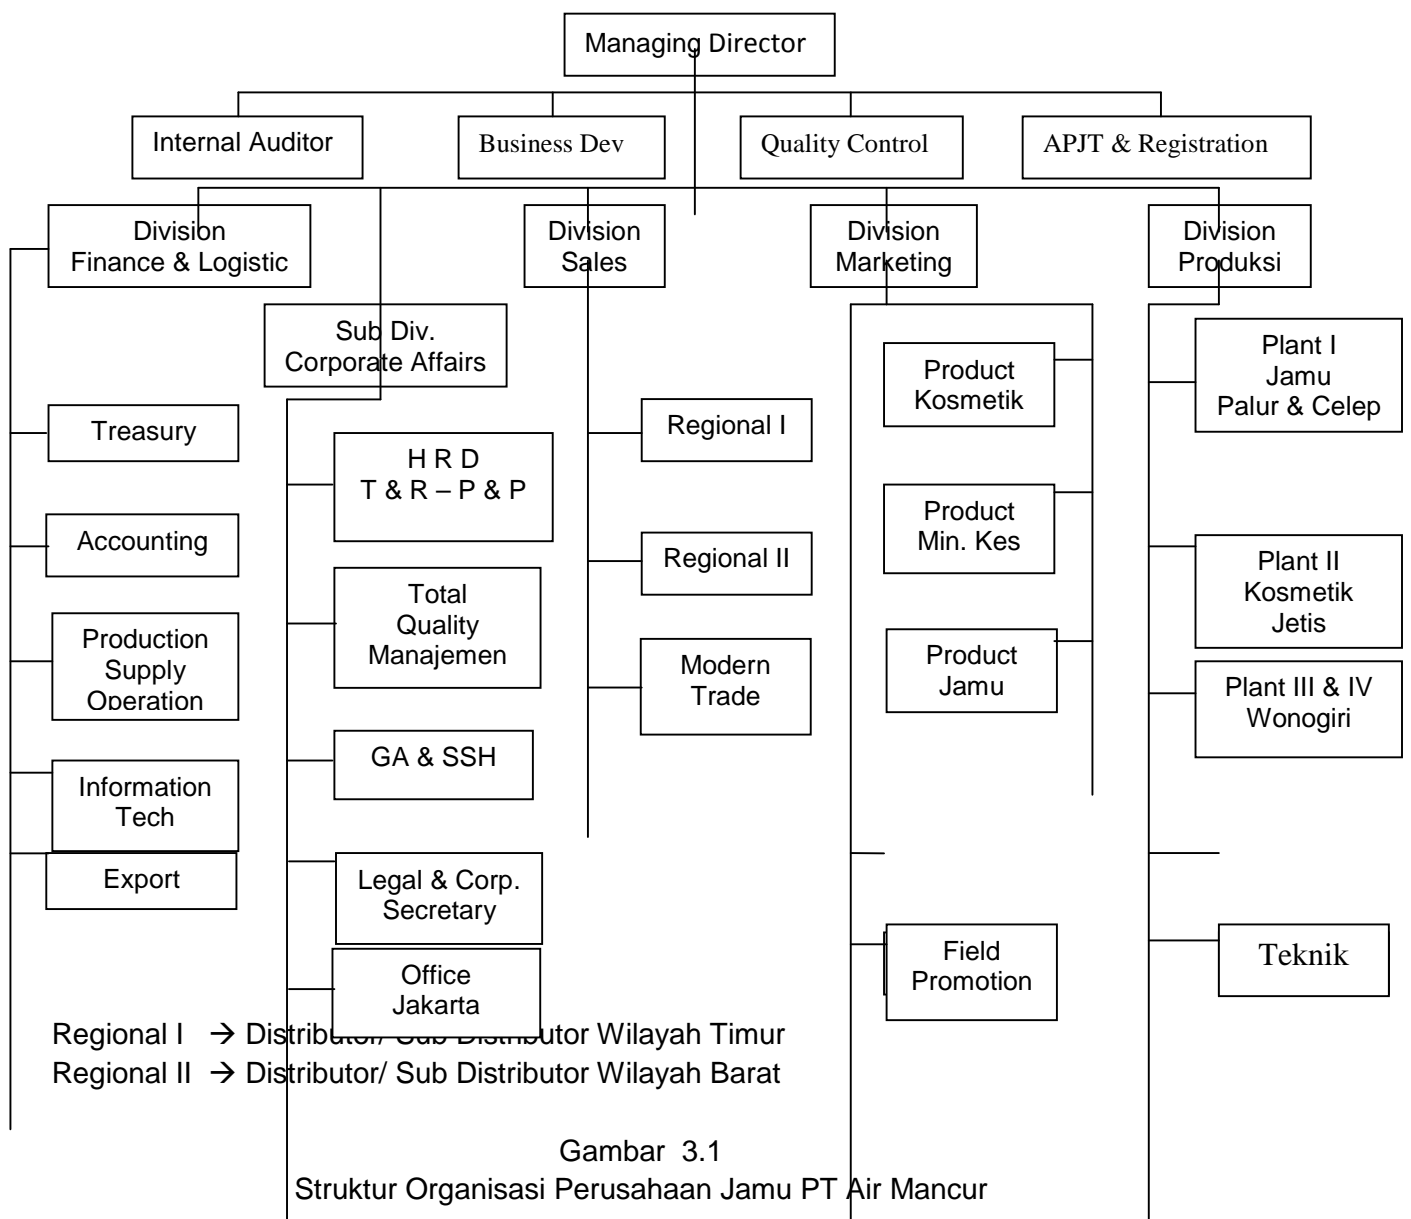 Managing Director
Internal Auditor
Business Dev
Quality Control
APJT & Registration
Division
Finance & Logistic
Division
Sales
Division
Marketing
Division
Produksi
Sub Div.
Corporate Affairs
Treasury
Accounting
Production
Supply
Operation
Information
Tech
Export
H R D
T & R – P & P
Total
Quality
Manajemen
GA & SSH
Legal & Corp.
Secretary
Office
Jakarta
Regional I
Regional II
Modern
Trade
Product
Kosmetik
Product
Min. Kes
Product
Jamu
Field
Promotion
Plant I
Jamu
Palur & Celep
Plant II
Kosmetik
Jetis
Plant III & IV
Wonogiri
Teknik
Regional I → Distributor/ Sub Distributor Wilayah Timur
Regional II → Distributor/ Sub Distributor Wilayah Barat
Gambar 3.1
Struktur Organisasi Perusahaan Jamu PT Air Mancur